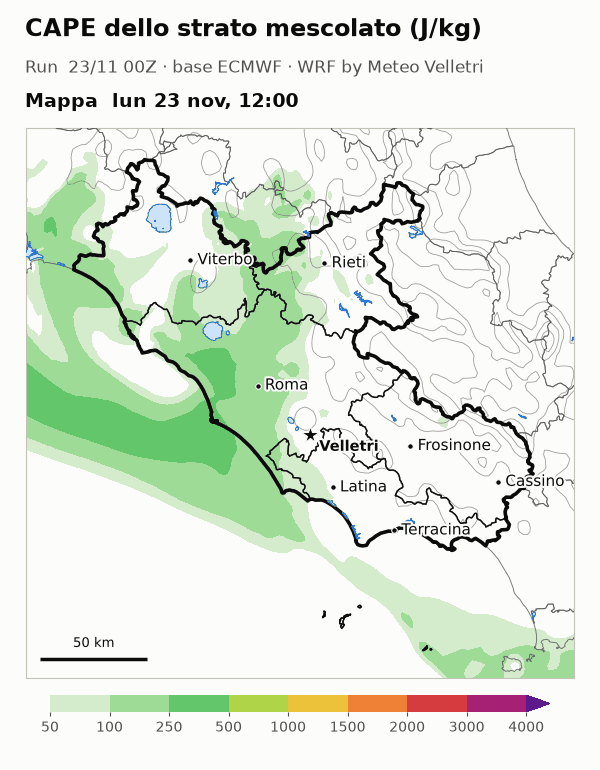 CAPE dello strato mescolato (J/kg)
Run  23/11 00Z · base ECMWF · WRF by Meteo Velletri
Mappa  lun 23 nov, 12:00
Viterbo
Rieti
Roma
Velletri
Frosinone
Latina
Cassino
Terracina
50 km
50 100 250 500 1000 1500 2000 3000 4000